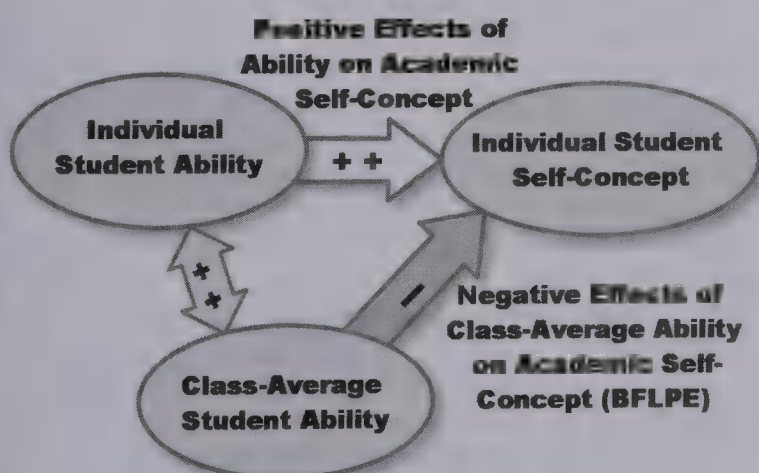 Positive Effects of
Ability on Academic
Self-Concept
Individual
Student Ability
+ +
Individual Student
Self-Concept
+
+
−
Negative Effects of
Class-Average Ability
on Academic Self-
Concept (BFLPE)
Class-Average
Student Ability